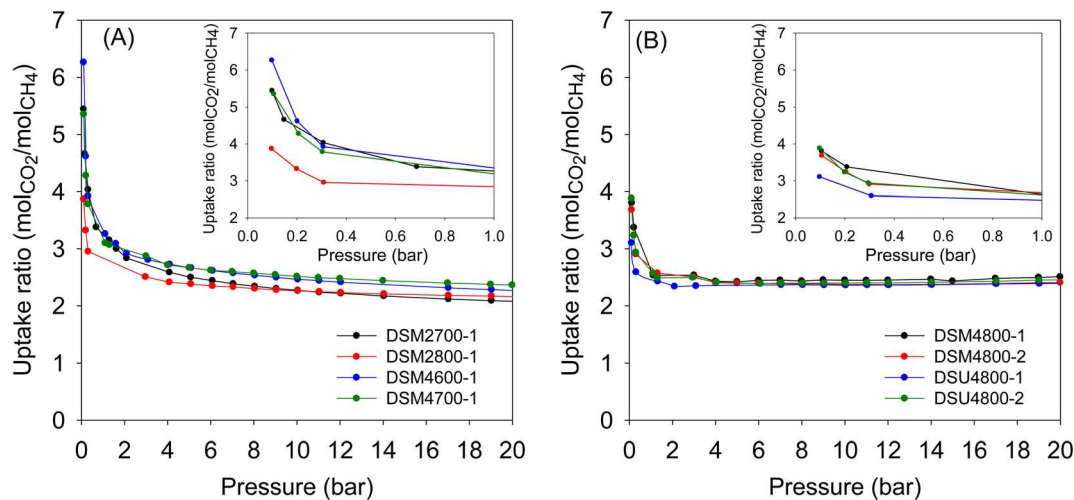 (A)
Uptake ratio (molCO2/molCH4)
7
6
5
4
3
2
1
0
0 2 4 6 8 10 12 14 16 18 20
Pressure (bar)
Uptake ratio (molCO2/molCH4)
7
6
5
4
3
2
0.0 0.2 0.4 0.6 0.8 1.0
Pressure (bar)
DSM2700-1
DSM2800-1
DSM4600-1
DSM4700-1
(B)
Uptake ratio (molCO2/molCH4)
7
6
5
4
3
2
1
0
0 2 4 6 8 10 12 14 16 18 20
Pressure (bar)
Uptake ratio (molCO2/molCH4)
7
6
5
4
3
2
0.0 0.2 0.4 0.6 0.8 1.0
Pressure (bar)
DSM4800-1
DSM4800-2
DSU4800-1
DSU4800-2